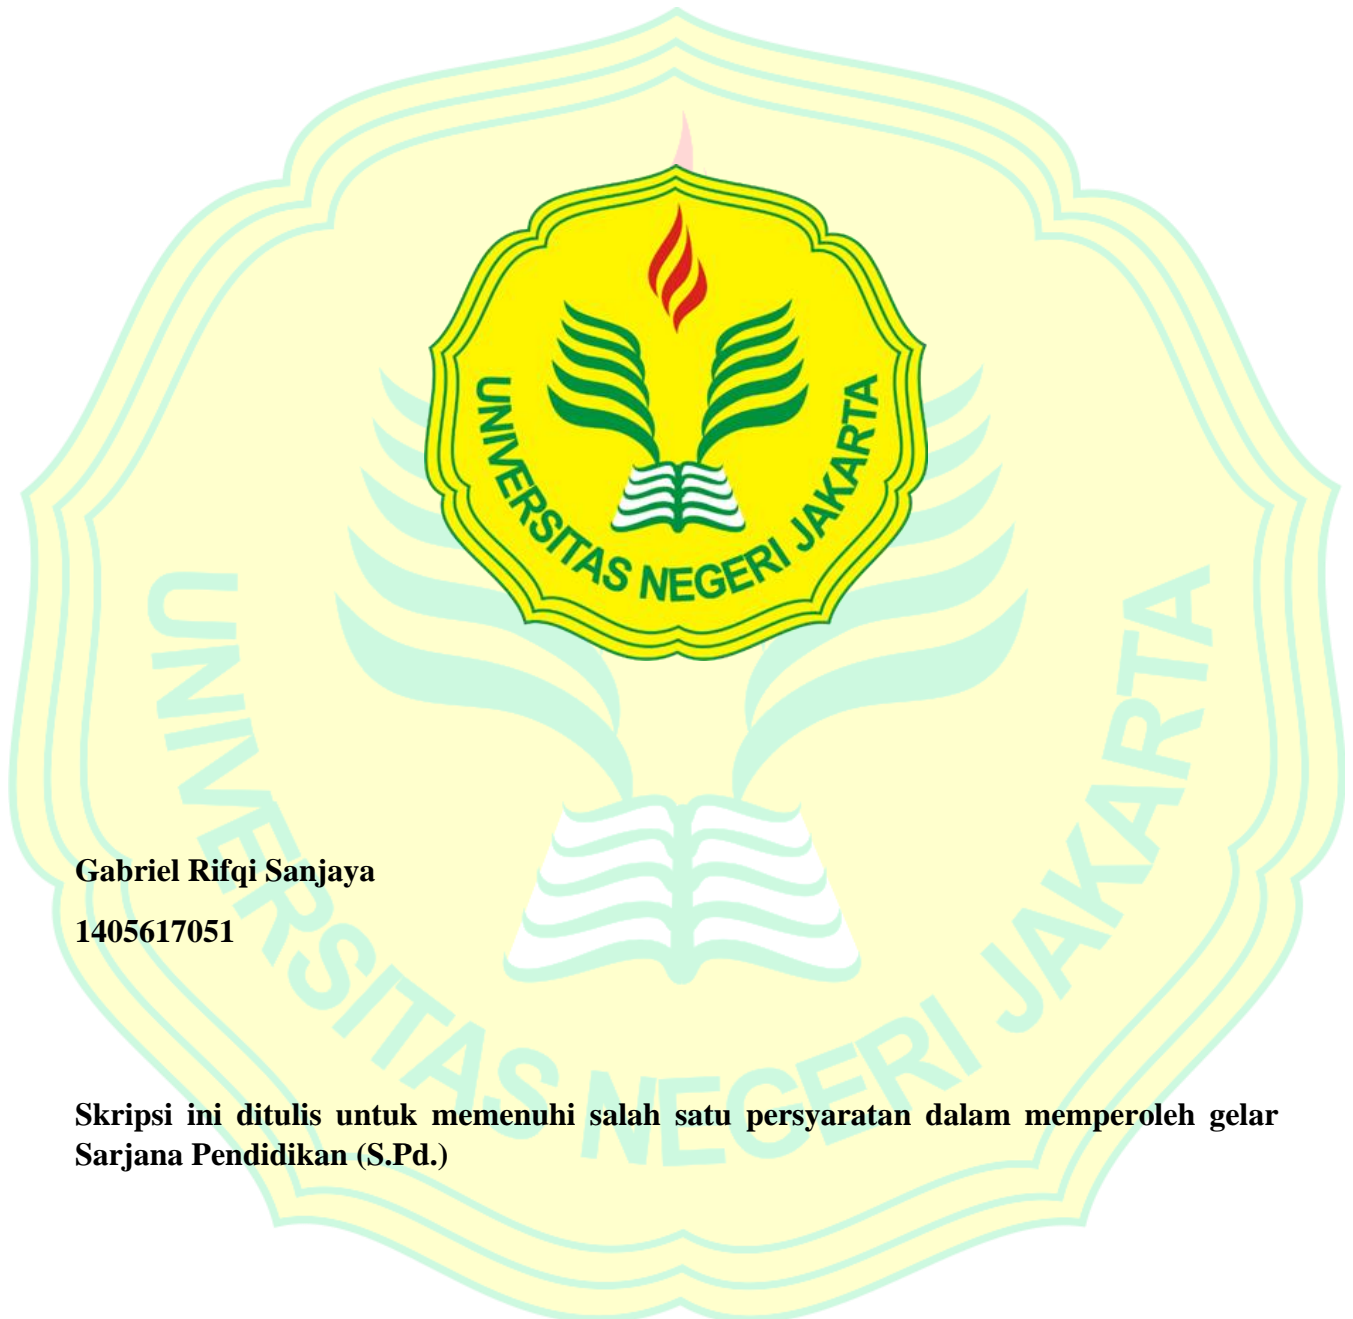 UNIVERSITAS NEGERI JAKARTA
UNIVERSITAS NEGERI JAKARTA
Gabriel Rifqi Sanjaya
1405617051
Skripsi ini ditulis untuk memenuhi salah satu persyaratan dalam memperoleh gelar
Sarjana Pendidikan (S.Pd.)